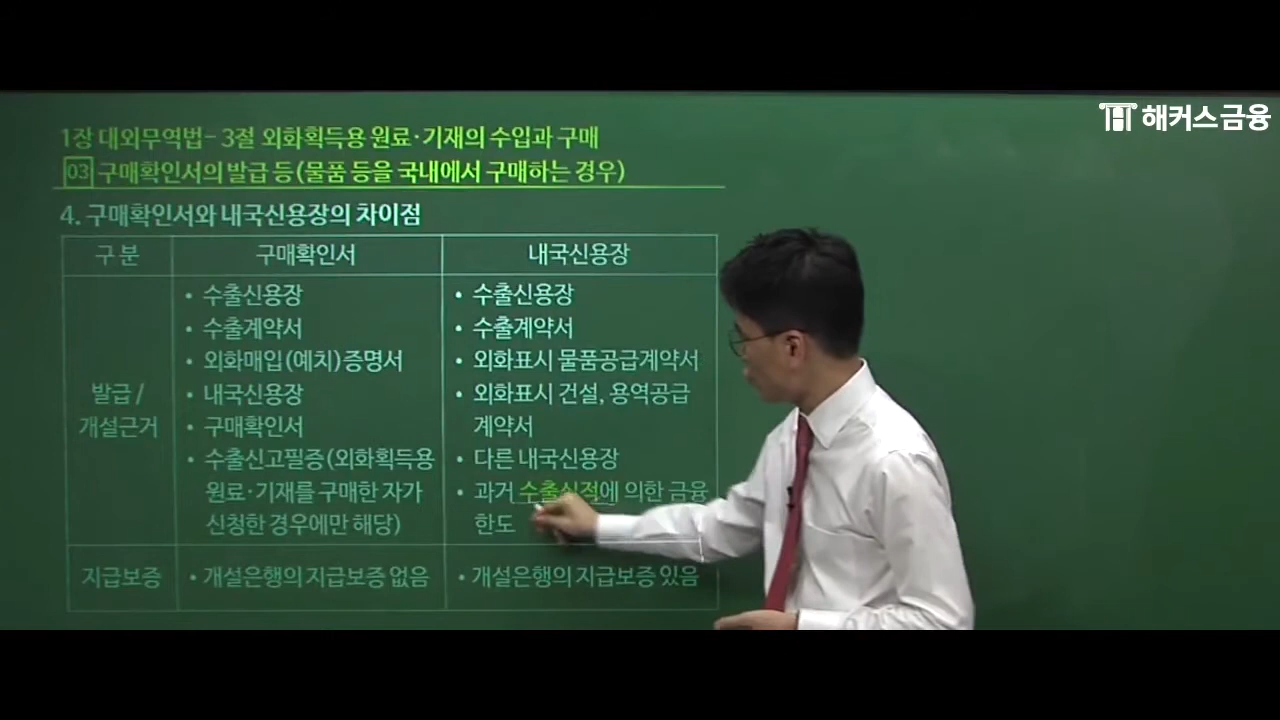 해커스금융
1장 대외무역법- 3절 외화획득용 원료·기재의 수입과 구매
03 구매확인서의 발급 등(물품 등을 국내에서 구매하는 경우)
4. 구매확인서와 내국신용장의 차이점
구 분 구매확인서 내국신용장
발급 /
개설근거
• 수출신용장
• 수출계약서
• 외화매입(예치)증명서
• 내국신용장
• 구매확인서
• 수출신고필증(외화획득용
원료·기재를 구매한 자가
신청한 경우에만 해당)
• 수출신용장
• 수출계약서
• 외화표시 물품공급계약서
• 외화표시 건설, 용역공급
계약서
• 다른 내국신용장
• 과거 수출실적에 의한 금융
한도
지급보증 • 개설은행의 지급보증 없음 • 개설은행의 지급보증 있음